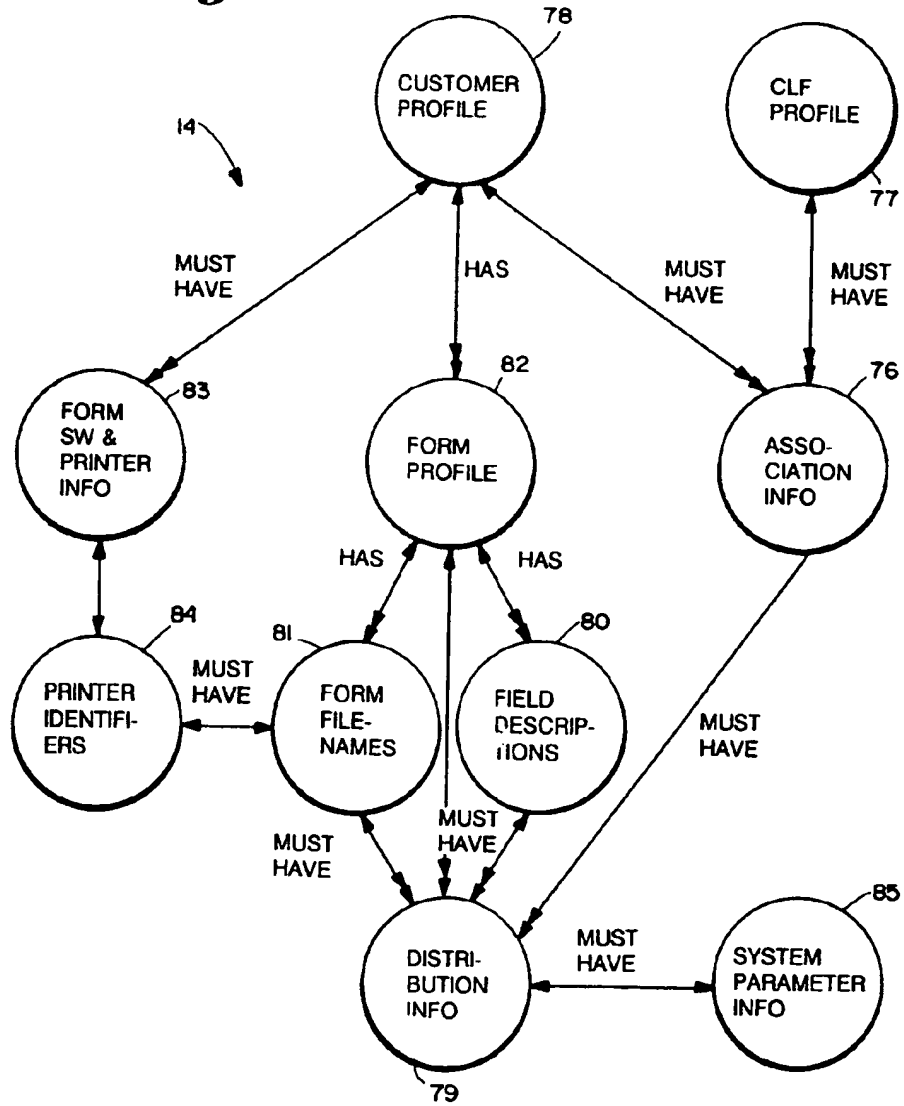 78
CUSTOMER
PROFILE
CLF
PROFILE
14
77
MUST
HAVE
HAS
MUST
HAVE
MUST
HAVE
83
82
76
FORM
SW &
PRINTER
INFO
FORM
PROFILE
ASSO-
CIATION
INFO
HAS
HAS
84
81
80
MUST
HAVE
PRINTER
IDENTIFI-
ERS
FORM
FILE-
NAMES
FIELD
DESCRIP-
TIONS
MUST
HAVE
MUST
HAVE
MUST
HAVE
85
DISTRI-
BUTION
INFO
MUST
HAVE
SYSTEM
PARAMETER
INFO
79